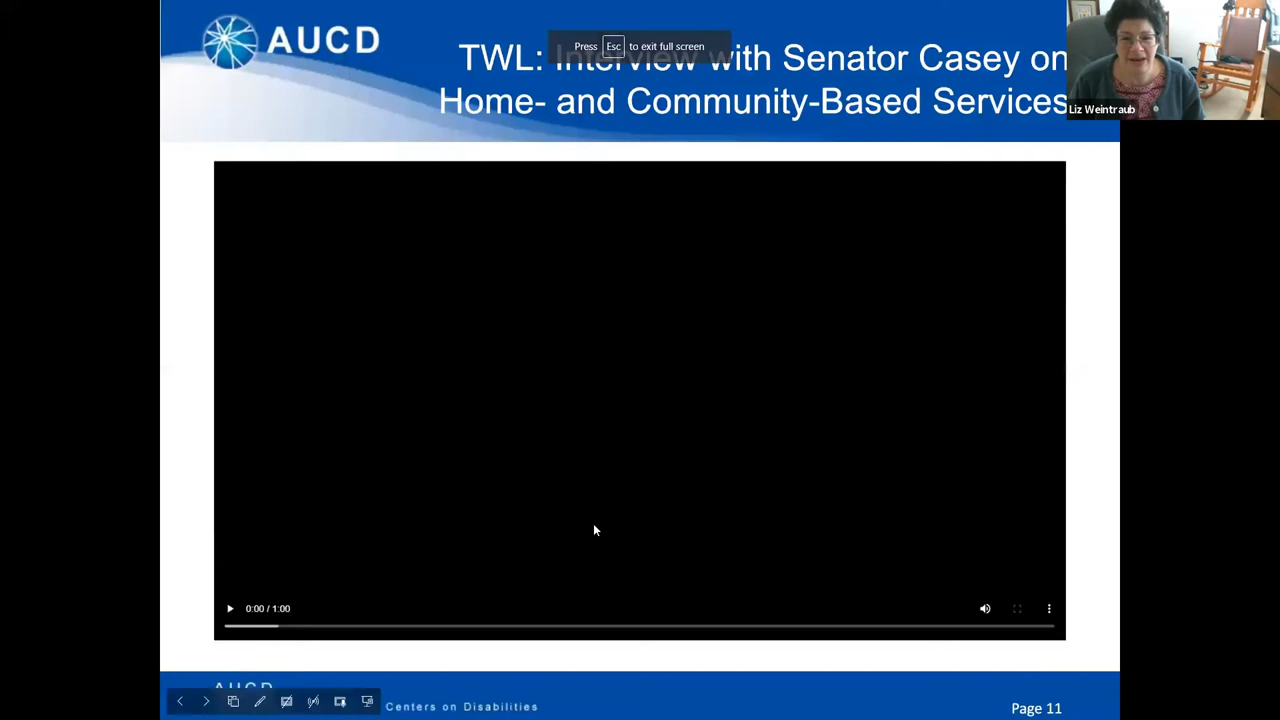 AUCD
Press Esc to exit full screen
TWL: Interview with Senator Casey on
Home- and Community-Based Services
Liz Weintraub
0:00 / 1:00
AUCD
Centers on Disabilities
Page 11